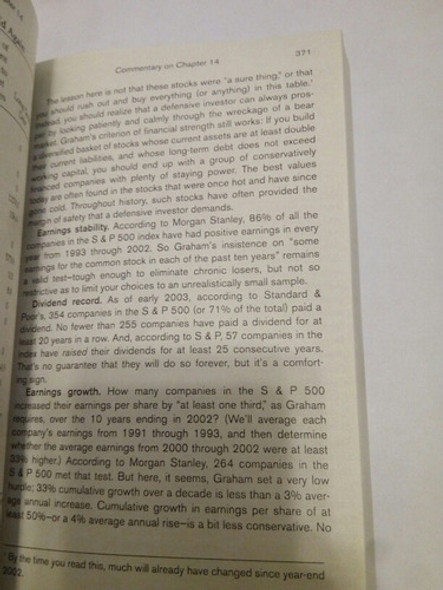 Commentary on Chapter 14
371
The lesson here is not that these stocks were "a sure thing," or that
you should rush out and buy everything (or anything) in this table.
Instead, you should realize that a defensive investor can always pros-
per by looking patiently and calmly through the wreckage of a bear
market. Graham's criterion of financial strength still works: If you build
a diversified basket of stocks whose current assets are at least double
their current liabilities, and whose long-term debt does not exceed
working capital, you should end up with a group of conservatively
financed companies with plenty of staying power. The best values
today are often found in the stocks that were once hot and have since
gone cold. Throughout history, such stocks have often provided the
margin of safety that a defensive investor demands.
Earnings stability. According to Morgan Stanley, 86% of all the
companies in the S & P 500 index have had positive earnings in every
year from 1993 through 2002. So Graham's insistence on "some
earnings for the common stock in each of the past ten years" remains
a valid test–tough enough to eliminate chronic losers, but not so
restrictive as to limit your choices to an unrealistically small sample.
Dividend record. As of early 2003, according to Standard &
Poor's, 354 companies in the S & P 500 (or 71% of the total) paid a
dividend. No fewer than 255 companies have paid a dividend for at
least 20 years in a row. And, according to S & P, 57 companies in the
index have raised their dividends for at least 25 consecutive years.
That's no guarantee that they will do so forever, but it's a comfort-
ing sign.
Earnings growth. How many companies in the S & P 500
increased their earnings per share by "at least one third," as Graham
requires, over the 10 years ending in 2002? (We'll average each
company's earnings from 1991 through 1993, and then determine
whether the average earnings from 2000 through 2002 were at least
33% higher.) According to Morgan Stanley, 264 companies in the
S & P 500 met that test. But here, it seems, Graham set a very low
hurdle; 33% cumulative growth over a decade is less than a 3% aver-
age annual increase. Cumulative growth in earnings per share of at
least 50%–or a 4% average annual rise–is a bit less conservative. No
By the time you read this, much will already have changed since year-end
2002.